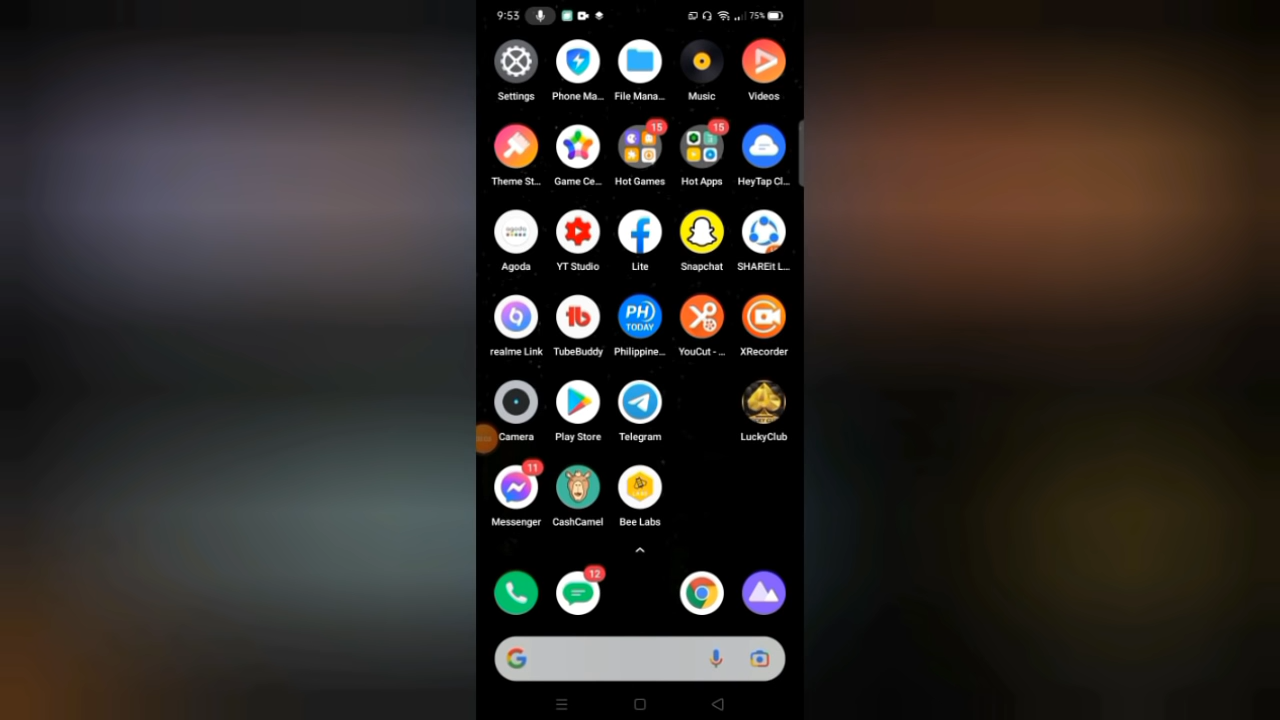 9:53
75%
Settings Phone Ma... File Mana... Music Videos
15 15
Theme St... Game Ce... Hot Games Hot Apps HeyTap Cl...
agoda
Agoda YT Studio Lite Snapchat SHAREit L...
PH)
TODAY
realme Link TubeBuddy Philippine... YouCut - ... XRecorder
Camera Play Store Telegram LuckyClub
11
LABS
Messenger CashCamel Bee Labs
12